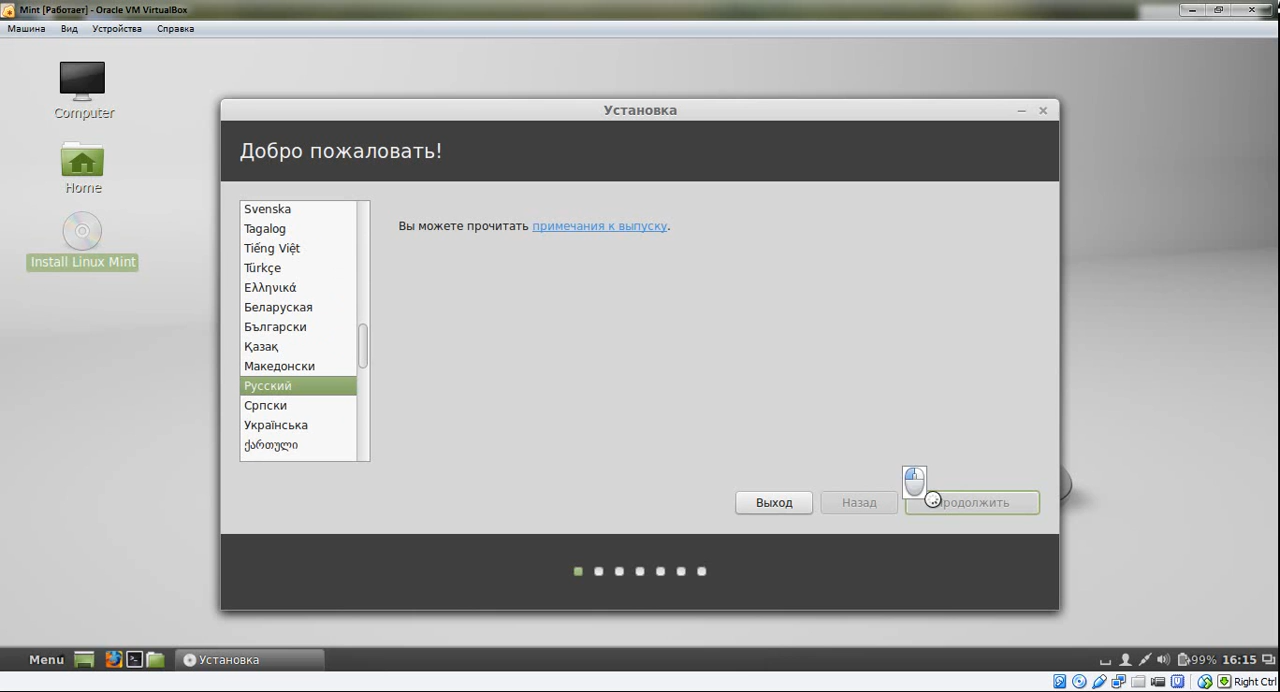 Mint [Работает] - Oracle VM VirtualBox
Машина Вид Устройства Справка
Computer
Home
Install Linux Mint
Установка
Добро пожаловать!
Svenska
Tagalog
Tiếng Việt
Türkçe
Ελληνικά
Беларуская
Български
Қазақ
Македонски
Русский
Српски
Українська
ქართული
Вы можете прочитать примечания к выпуску.
Выход Назад Продолжить
Menu Установка 99% 16:15
Right Ctrl